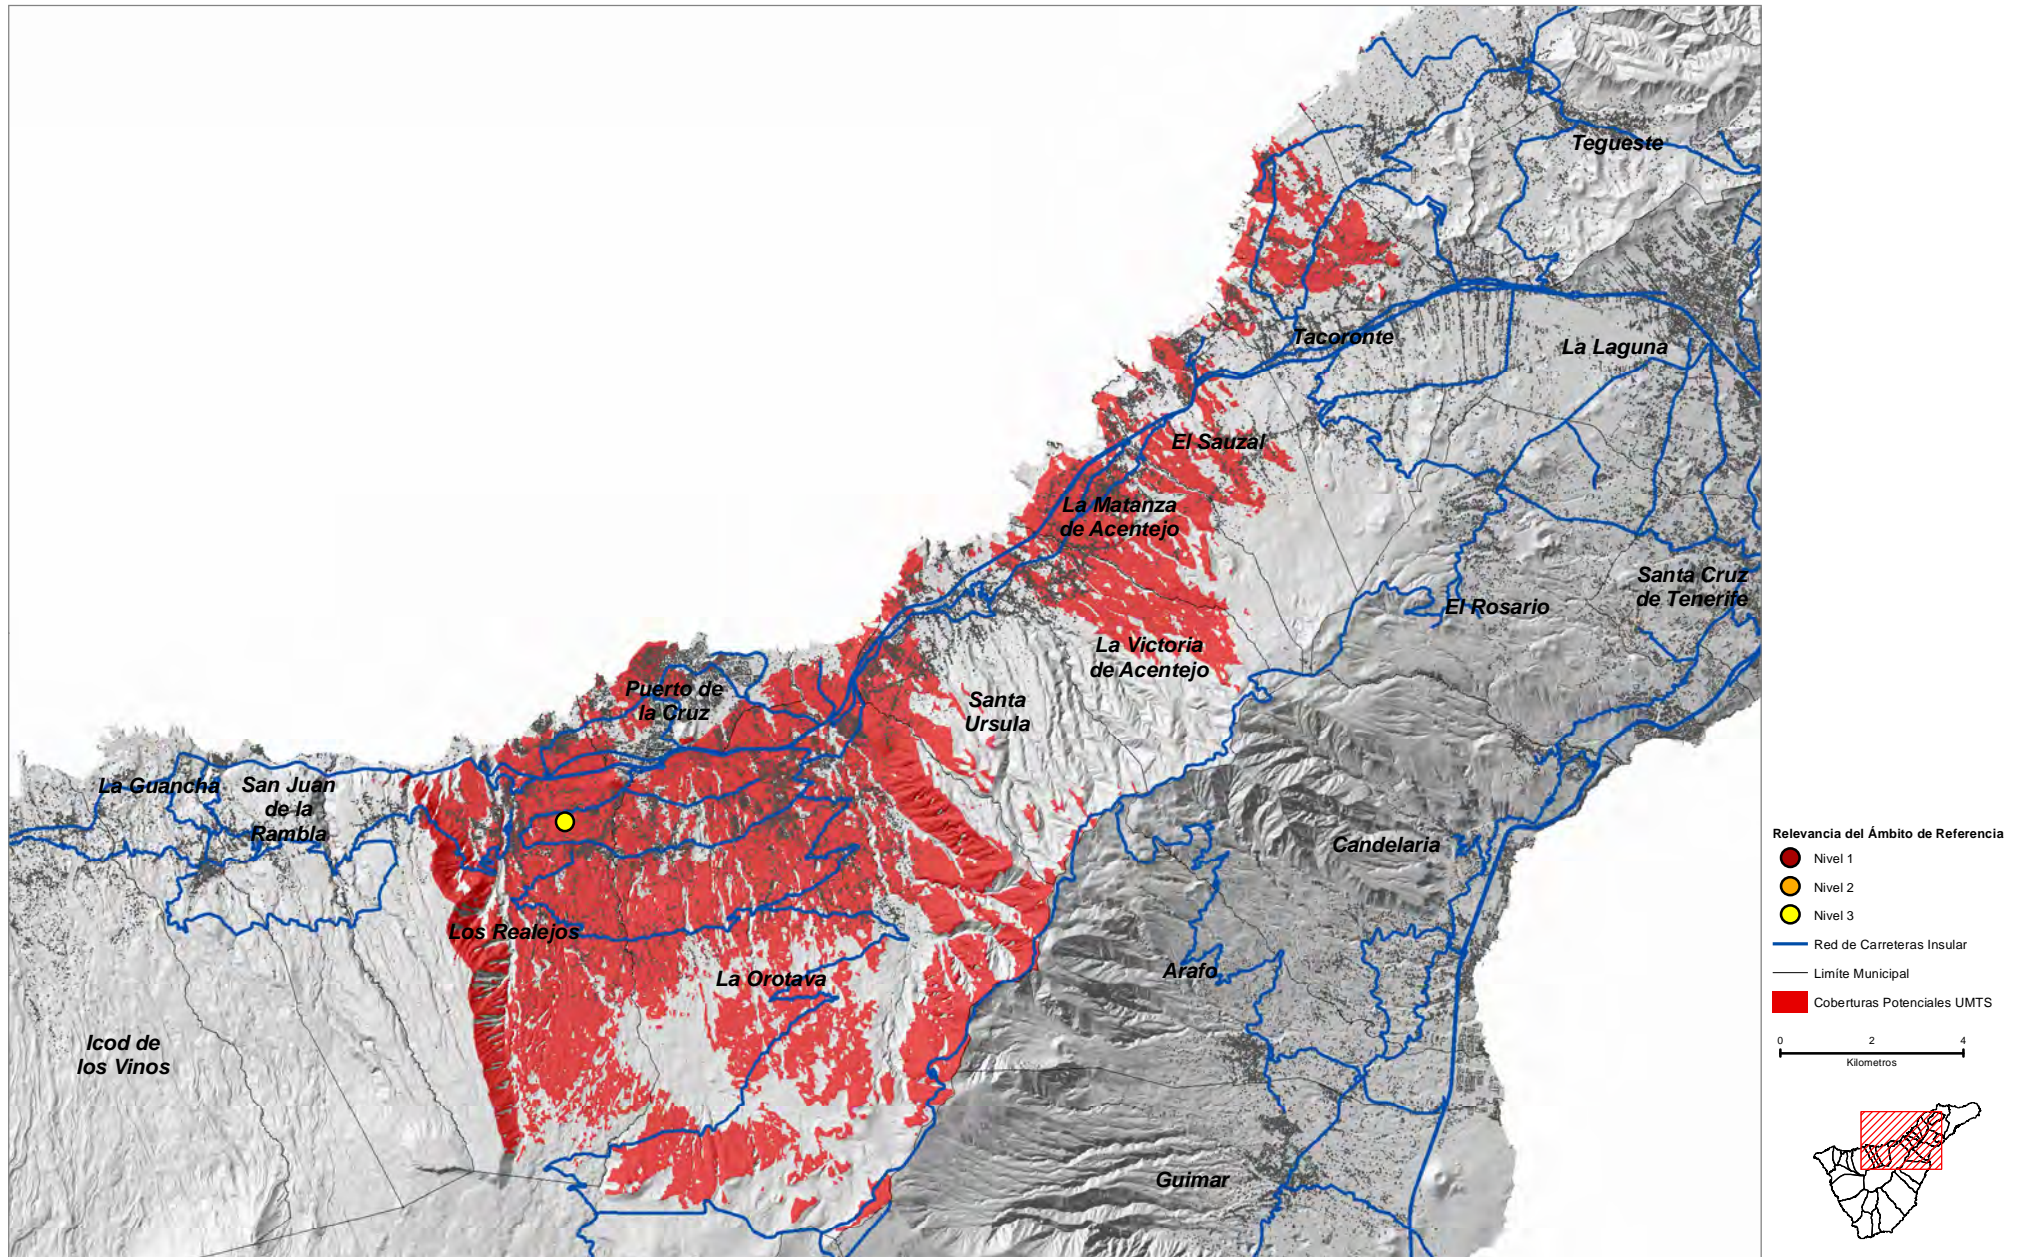 Tegueste
Tacoronte
La Laguna
El Sauzal
La Matanza
de Acentejo
Santa Cruz
de Tenerife
El Rosario
La Victoria
de Acentejo
Puerto de
la Cruz
Santa
Ursula
La Guancha
San Juan
de la
Rambla
Candelaria
Los Realejos
La Orotava
Arafo
Icod de
los Vinos
Guimar
Relevancia del Ámbito de Referencia
Nivel 1
Nivel 2
Nivel 3
Red de Carreteras Insular
Limíte Municipal
Coberturas Potenciales UMTS
0 2 4
Kilometros